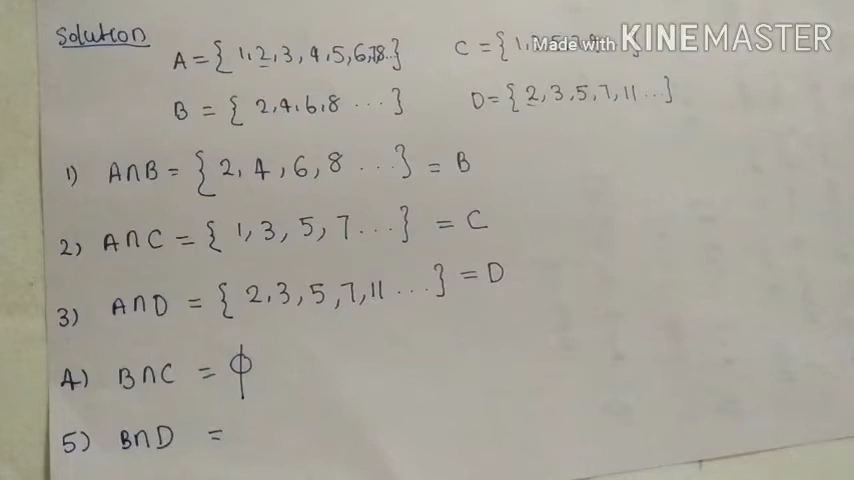 Solution
A = { 1, 2, 3, 4, 5, 6, 7,8.. } C = { 1,
Made with KINEMASTER
B = { 2, 4, 6, 8 ... } D = { 2, 3, 5, 7, 11 ... }
1) A∩B = { 2, 4, 6, 8 ... } = B
2) A∩C = { 1, 3, 5, 7 ... } = C
3) A∩D = { 2, 3, 5, 7, 11 ... } = D
4) B∩C = ϕ
5) B∩D =